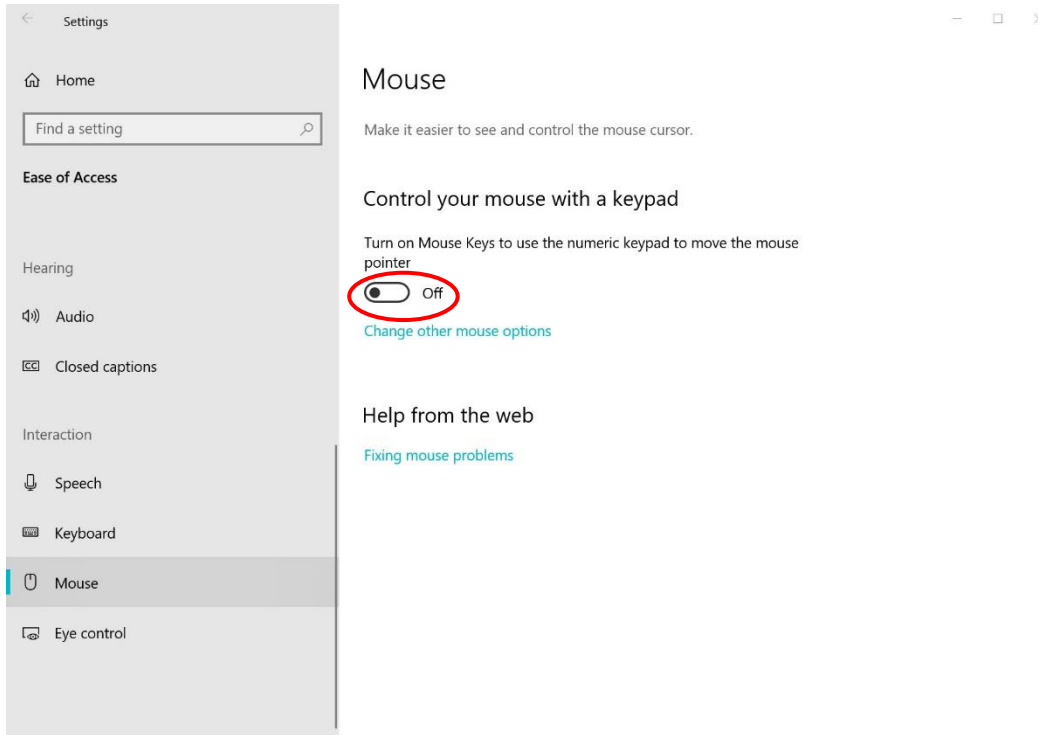 Settings
Home
Find a setting
Ease of Access
Hearing
Audio
CC Closed captions
Interaction
Speech
Keyboard
Mouse
Eye control
Mouse
Make it easier to see and control the mouse cursor.
Control your mouse with a keypad
Turn on Mouse Keys to use the numeric keypad to move the mouse
pointer
Off
Change other mouse options
Help from the web
Fixing mouse problems